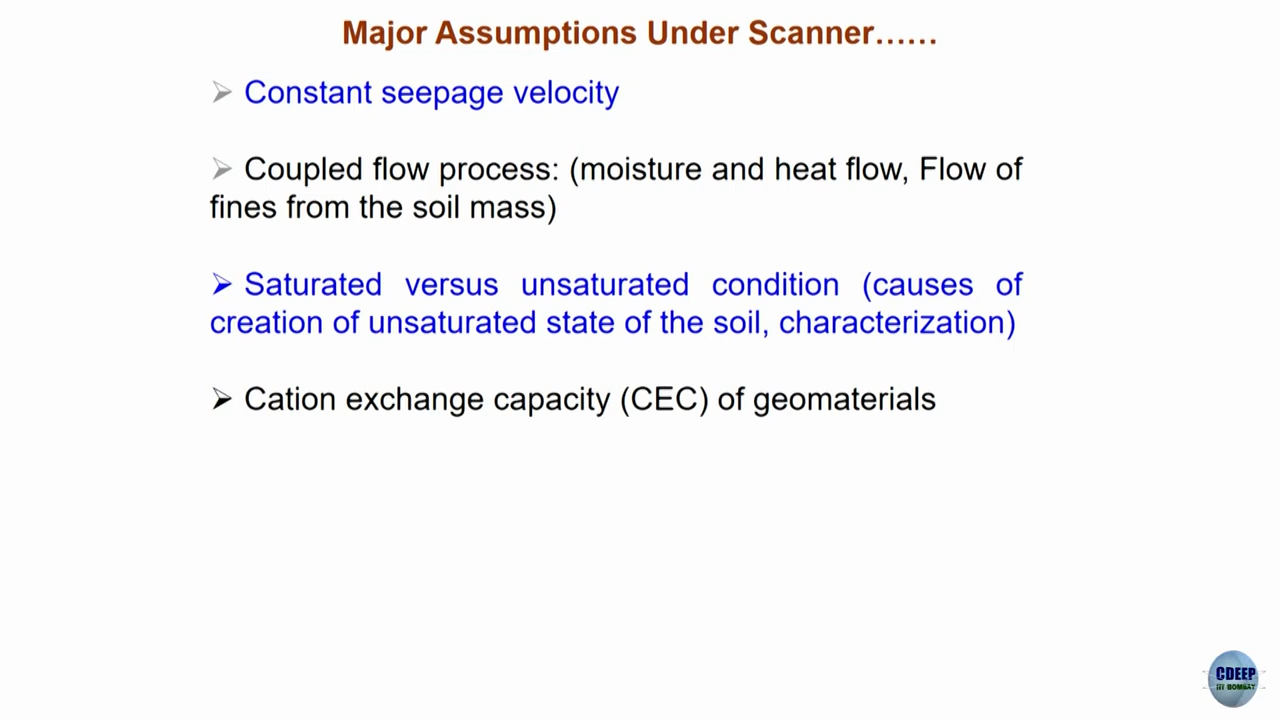 Major Assumptions Under Scanner......
➢ Constant seepage velocity
➢ Coupled flow process: (moisture and heat flow, Flow of
fines from the soil mass)
➢ Saturated versus unsaturated condition (causes of
creation of unsaturated state of the soil, characterization)
➢ Cation exchange capacity (CEC) of geomaterials
CDEEP
IIT BOMBAY